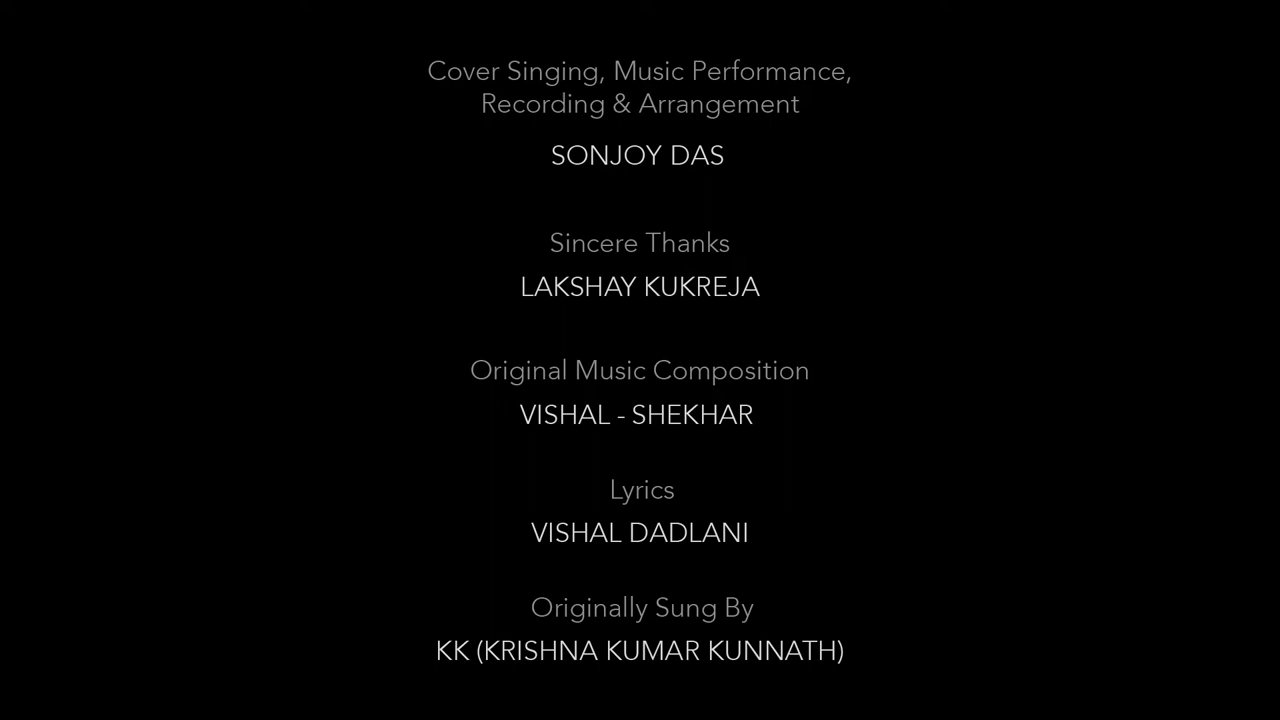 Cover Singing, Music Performance,
Recording & Arrangement
SONJOY DAS
Sincere Thanks
LAKSHAY KUKREJA
Original Music Composition
VISHAL - SHEKHAR
Lyrics
VISHAL DADLANI
Originally Sung By
KK (KRISHNA KUMAR KUNNATH)